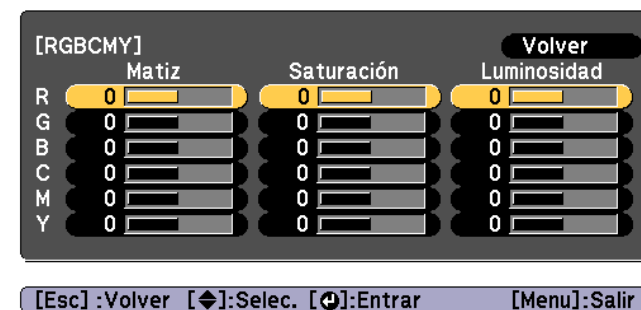 [RGBCMY] Volver
Matiz Saturación Luminosidad
R 0 0 0
G 0 0 0
B 0 0 0
C 0 0 0
M 0 0 0
Y 0 0 0
[Esc] :Volver [◆]:Selec. [⏎]:Entrar [Menu]:Salir